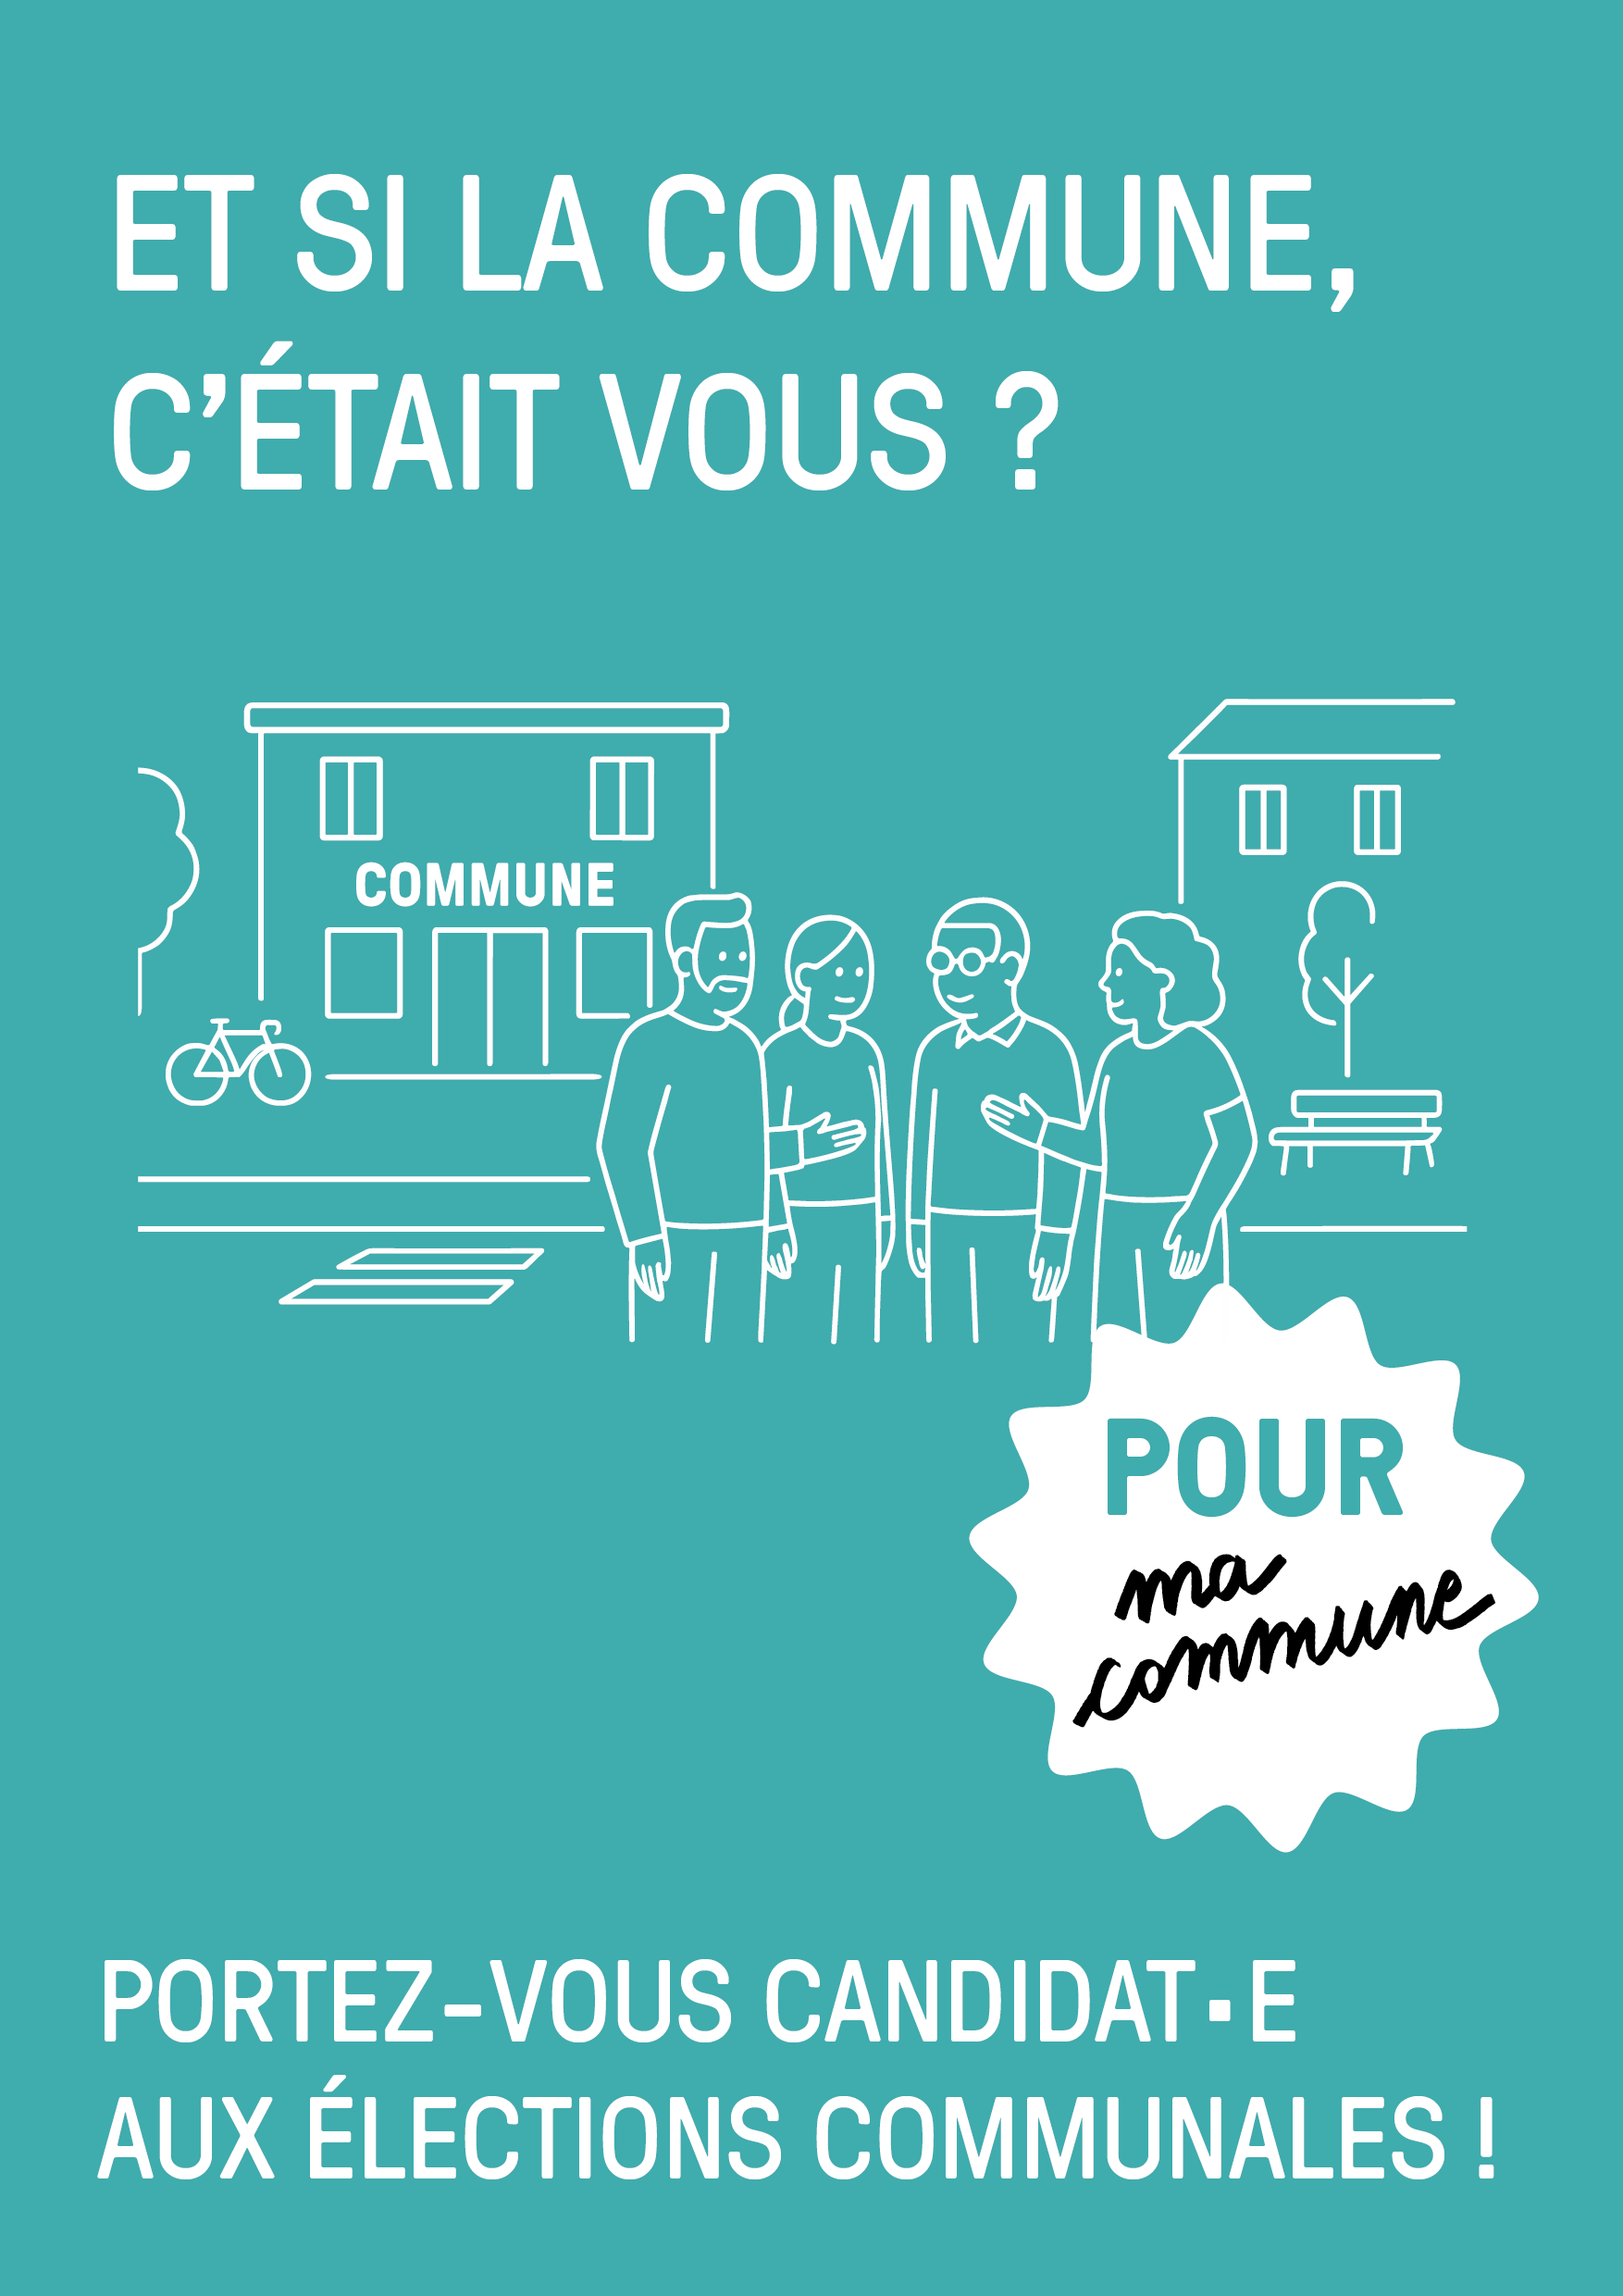 ET SI LA COMMUNE,
C’ÉTAIT VOUS ?
COMMUNE
POUR
ma
commune
PORTEZ-VOUS CANDIDAT·E
AUX ÉLECTIONS COMMUNALES !